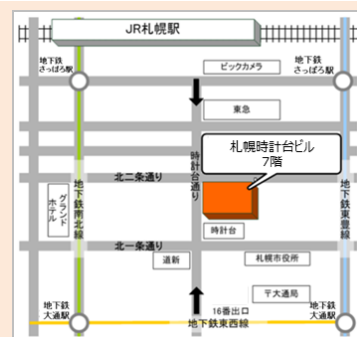 JR札幌駅
地下鉄
さっぽろ駅
ビックカメラ
地下鉄
さっぽろ駅
東急
札幌時計台ビル
7階
時計台通り
北二条通り
グランド
ホテル
地下鉄南北線
地下鉄東豊線
時計台
北一条通り
道新
札幌市役所
〒大通局
地下鉄
大通駅
16番出口
地下鉄東西線
地下鉄
大通駅